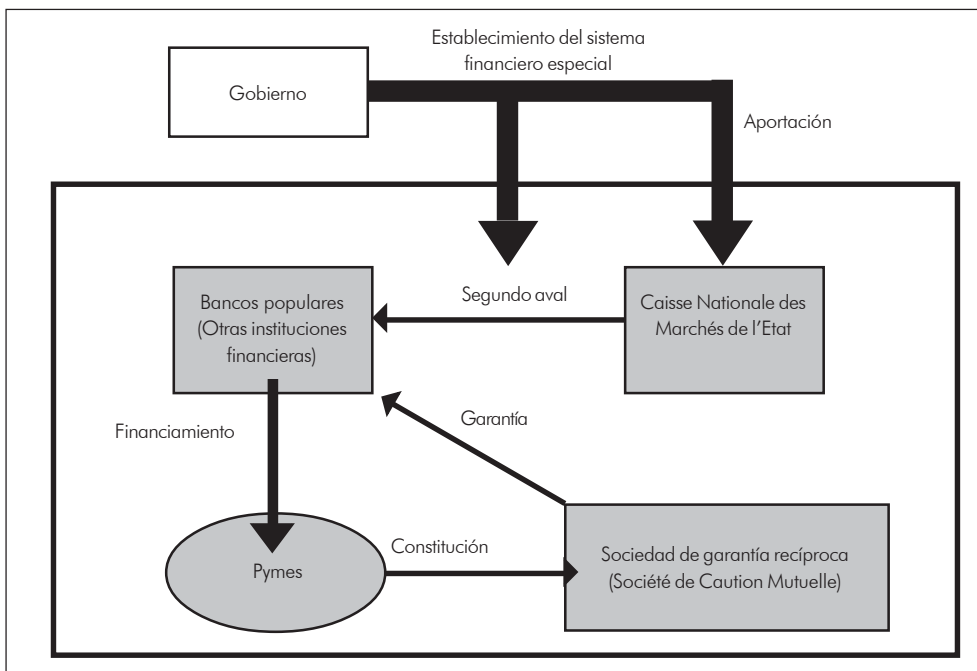 Establecimiento del sistema
financiero especial
Gobierno
Aportación
Segundo aval
Bancos populares
(Otras instituciones
financieras)
Caisse Nationale des
Marchés de l’Etat
Garantía
Financiamiento
Constitución
Pymes
Sociedad de garantía recíproca
(Société de Caution Mutuelle)